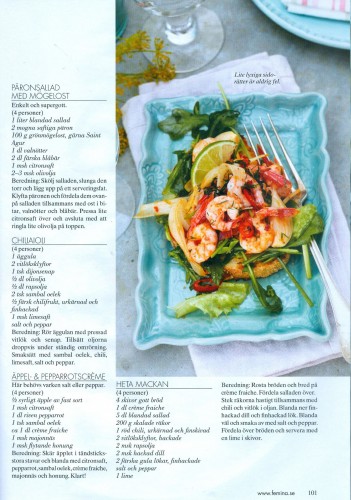 Lite lyxiga sido-
rätter är aldrig fel.
PÄRONSALLAD
MED MÖGELOST
Enkelt och supergott.
(4 personer)
1 liter blandad sallad
2 mogna saftiga päron
100 g grönmögelost, gärna Saint
Agur
1 dl valnötter
2 dl färska blåbär
1 msk citronsaft
2–3 msk olivolja
Beredning: Skölj salladen, slunga den
torr och lägg upp på ett serveringsfat.
Klyfta päronen och fördela dem ovan-
på salladen tillsammans med ost i bi-
tar, valnötter och blåbär. Pressa lite
citronsaft över och avsluta med att
ringla lite olivolja på toppen.
CHILIAIOLI
(4 personer)
1 äggula
2 vitlöksklyftor
1 tsk dijonsenap
½ dl olivolja
½ dl rapsolja
2 tsk sambal oelek
½ färsk chilifrukt, urkärnad och
finhackad
1 msk limesaft
salt och peppar
Beredning: Rör äggulan med pressad
vitlök och senap. Tillsätt oljorna
droppvis under ständig omrörning.
Smaksätt med sambal oelek, chili,
limesaft, salt och peppar.
ÄPPEL- & PEPPARROTSCRÈME
Här behövs varken salt eller peppar.
(4 personer)
½ syrligt äpple av fast sort
1 msk citronsaft
1 dl riven pepparrot
1 tsk sambal oelek
ca 1 dl crème fraiche
1 msk majonnäs
1 msk flytande honung
Beredning: Skär äpplet i tändsticks-
stora stavar och blanda med citronsaft,
pepparrot, sambal oelek, crème fraiche,
majonnäs och honung. Klart!
HETA MACKAN
(4 personer)
4 skivor gott bröd
1 dl crème fraiche
5 dl blandad sallad
200 g skalade räkor
1 röd chili, urkärnad och finskivad
2 vitlöksklyftor, hackade
2 msk olivolja
2 msk hackad dill
2 färska gula lökar, finhackade
salt och peppar
1 lime
Beredning: Rosta bröden och bred på
crème fraiche. Fördela salladen över.
Stek räkorna hastigt tillsammans med
chili och vitlök i oljan. Blanda ner fin-
hackad dill och finhackad lök. Blanda
väl och smaka av med salt och peppar.
Fördela över bröden och servera med
en lime i skivor.
www.femina.se 101